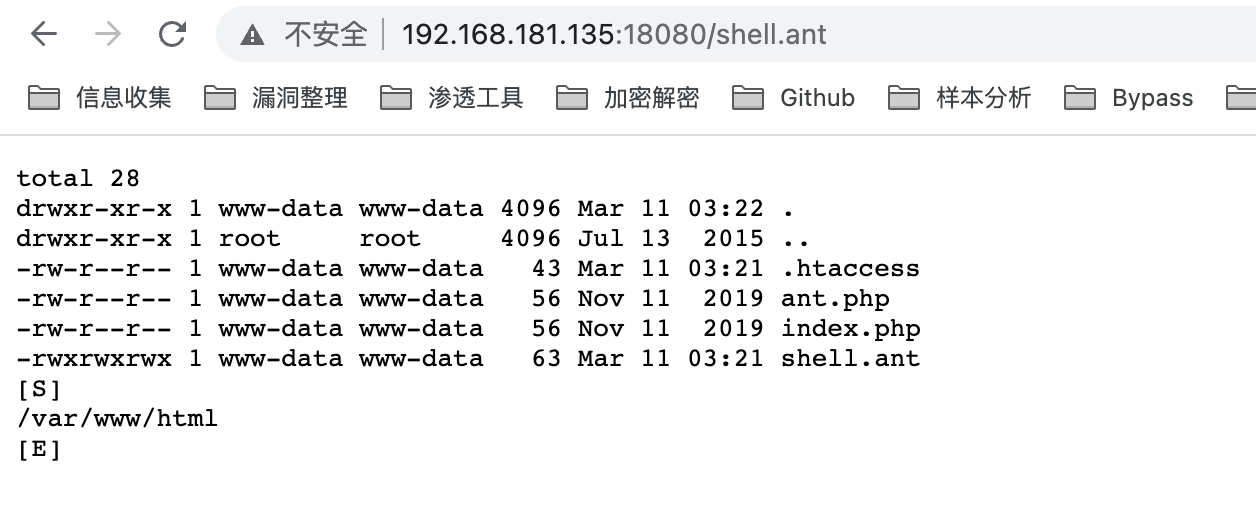 不安全 | 192.168.181.135:18080/shell.ant
信息收集 漏洞整理 渗透工具 加密解密 Github 样本分析 Bypass
total 28
drwxr-xr-x 1 www-data www-data 4096 Mar 11 03:22 .
drwxr-xr-x 1 root     root     4096 Jul 13  2015 ..
-rw-r--r-- 1 www-data www-data   43 Mar 11 03:21 .htaccess
-rw-r--r-- 1 www-data www-data   56 Nov 11  2019 ant.php
-rw-r--r-- 1 www-data www-data   56 Nov 11  2019 index.php
-rwxrwxrwx 1 www-data www-data   63 Mar 11 03:21 shell.ant
[S]
/var/www/html
[E]